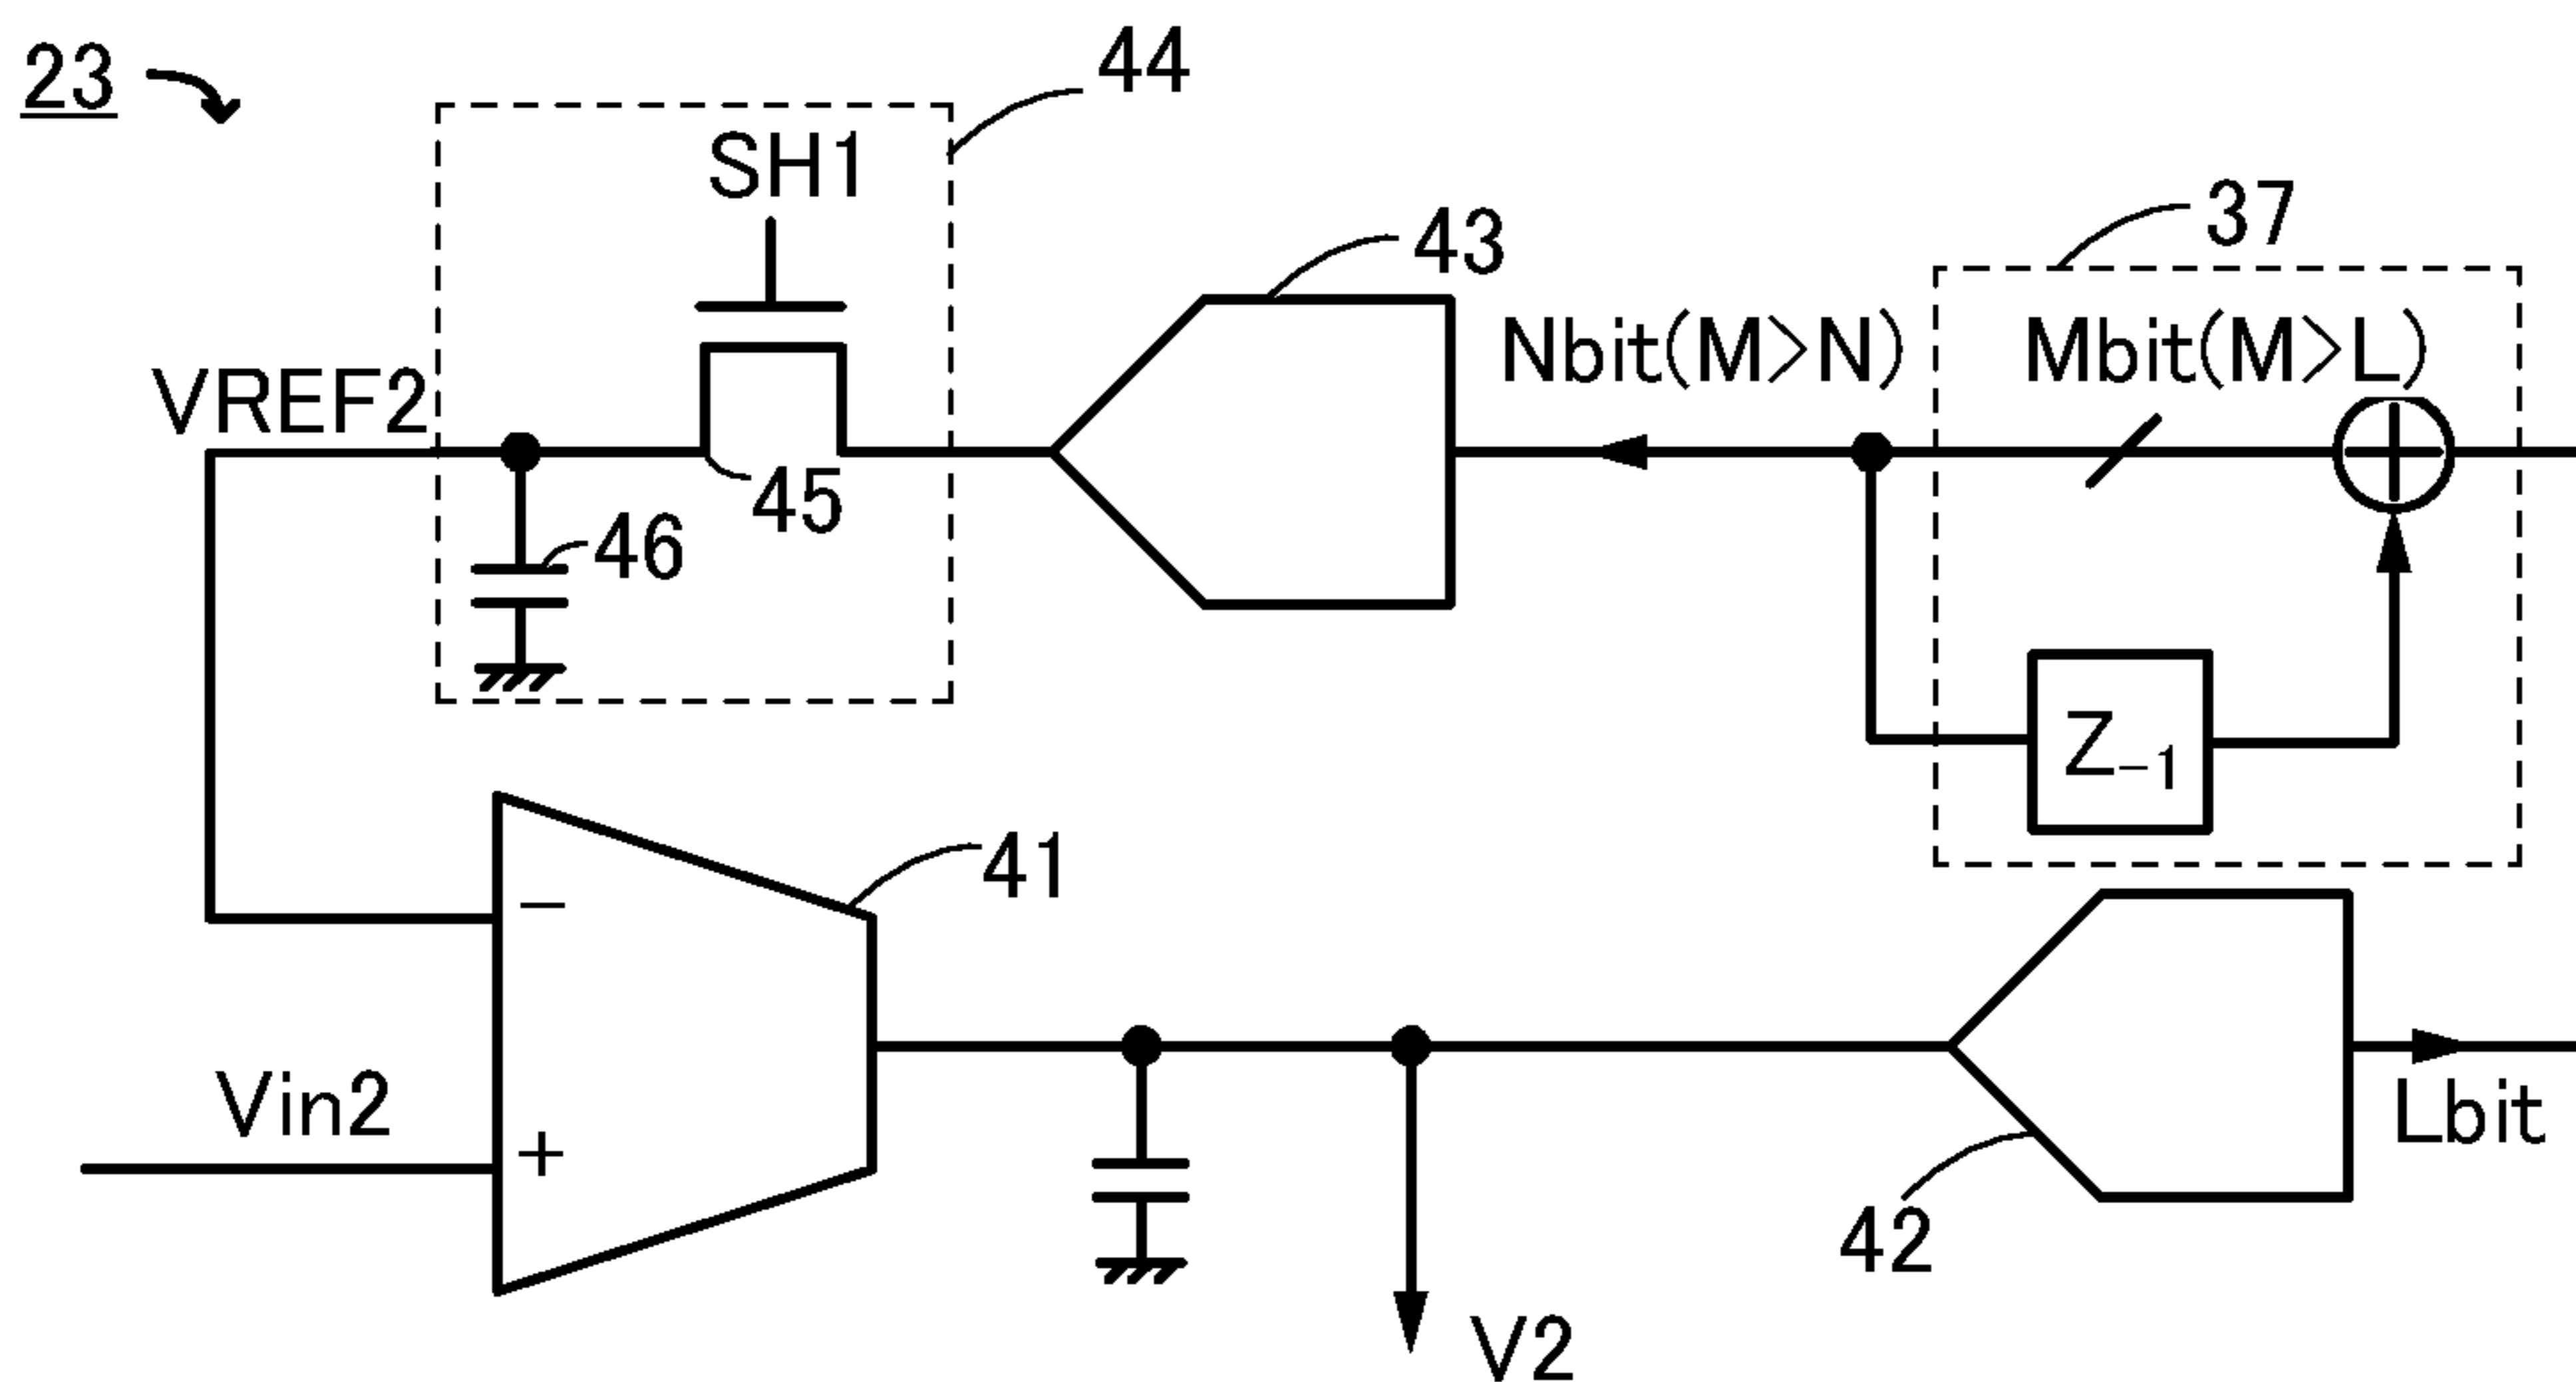 23
44
SH1
43
37
Nbit(M>N)
Mbit(M>L)
VREF2
45
46
Z-1
41
−
Vin2
+
Lbit
42
V2